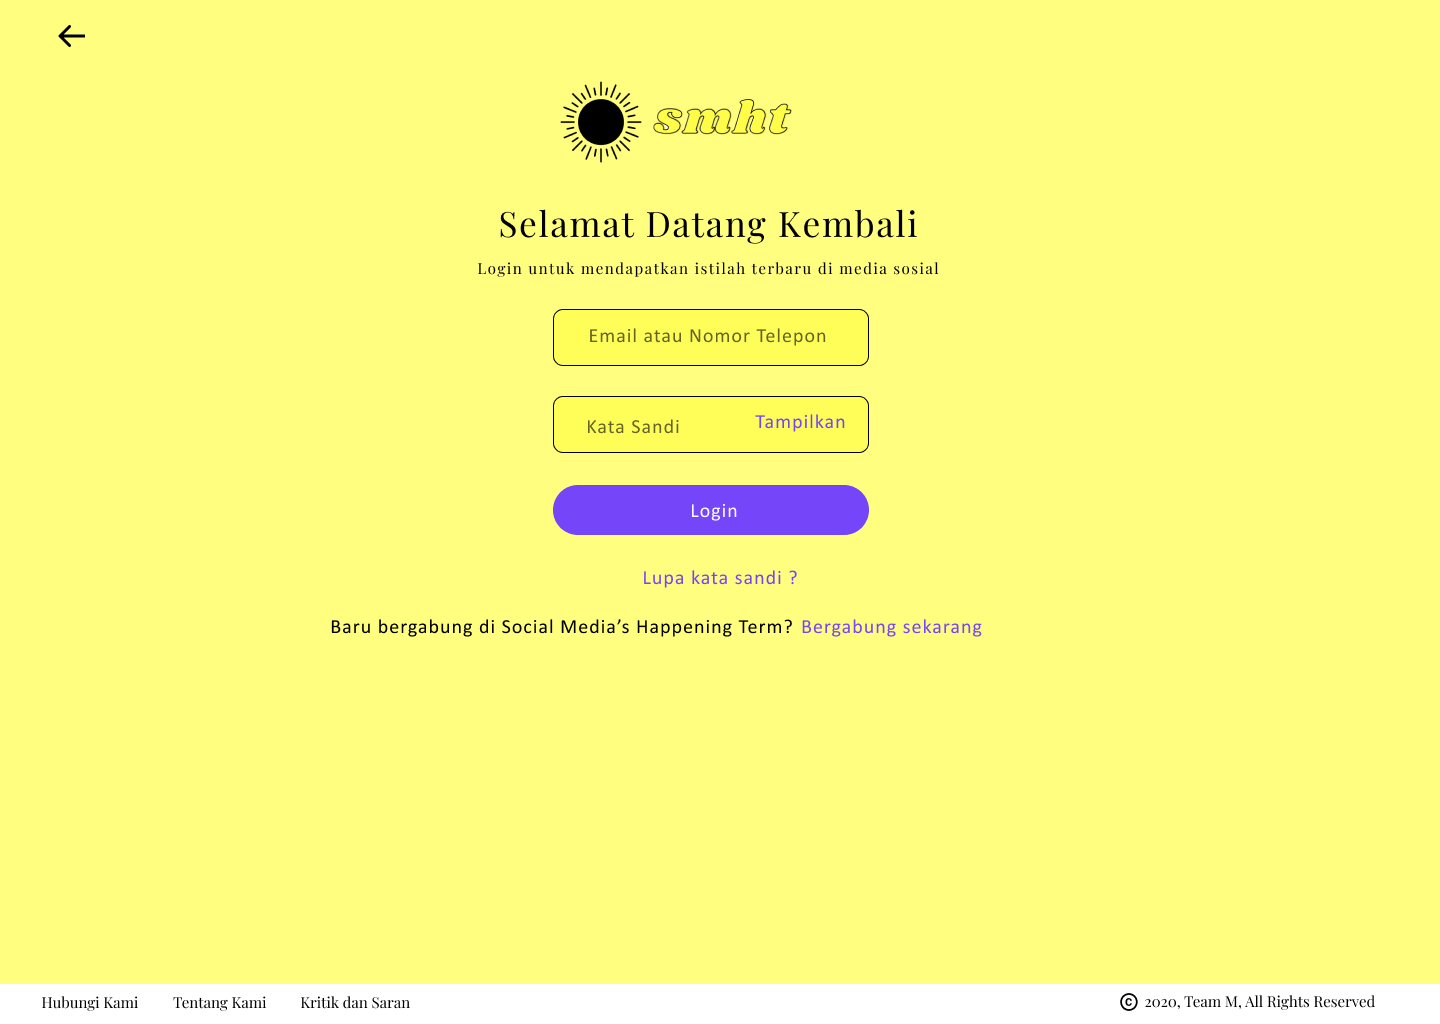 smht
Selamat Datang Kembali
Login untuk mendapatkan istilah terbaru di media sosial
Email atau Nomor Telepon
Kata Sandi Tampilkan
Login
Lupa kata sandi ?
Baru bergabung di Social Media’s Happening Term? Bergabung sekarang
Hubungi Kami Tentang Kami Kritik dan Saran © 2020, Team M, All Rights Reserved